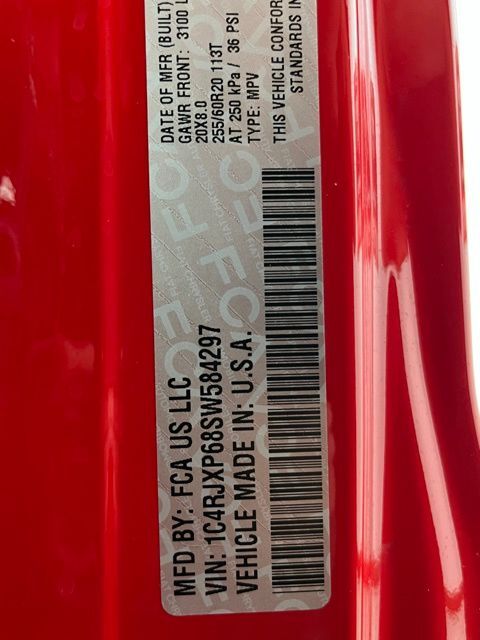 MFD BY: FCA US LLC
VIN: 1C4RJXP68SW584297
VEHICLE MADE IN: U.S.A.
DATE OF MFR (BUILT)
GAWR FRONT: 3100 L
20X8.0
255/60R20 113T
AT 250 kPa / 36 PSI
TYPE: MPV
THIS VEHICLE CONFOR
STANDARDS IN